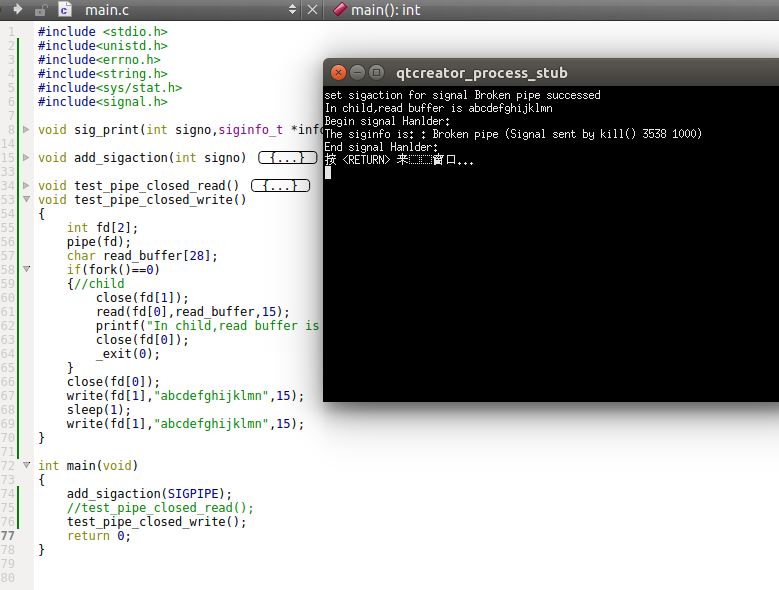 main.c
main(): int
1 #include <stdio.h>
2 #include<unistd.h>
3 #include<errno.h>
4 #include<string.h>
5 #include<sys/stat.h>
6 #include<signal.h>
7
8 void sig_print(int signo,siginfo_t *info
14
15 void add_sigaction(int signo) {...}
33
34 void test_pipe_closed_read() {...}
53 void test_pipe_closed_write()
54 {
55 int fd[2];
56 pipe(fd);
57 char read_buffer[28];
58 if(fork()==0)
59 {//child
60 close(fd[1]);
61 read(fd[0],read_buffer,15);
62 printf("In child,read buffer is
63 close(fd[0]);
64 _exit(0);
65 }
66 close(fd[0]);
67 write(fd[1],"abcdefghijklmn",15);
68 sleep(1);
69 write(fd[1],"abcdefghijklmn",15);
70 }
71
72 int main(void)
73 {
74 add_sigaction(SIGPIPE);
75 //test_pipe_closed_read();
76 test_pipe_closed_write();
77 return 0;
78 }
79
80
qtcreator_process_stub
set sigaction for signal Broken pipe successed
In child,read buffer is abcdefghijklmn
Begin signal Hanlder:
The siginfo is: : Broken pipe (Signal sent by kill() 3538 1000)
End signal Hanlder:
按 <RETURN> 来窗口...